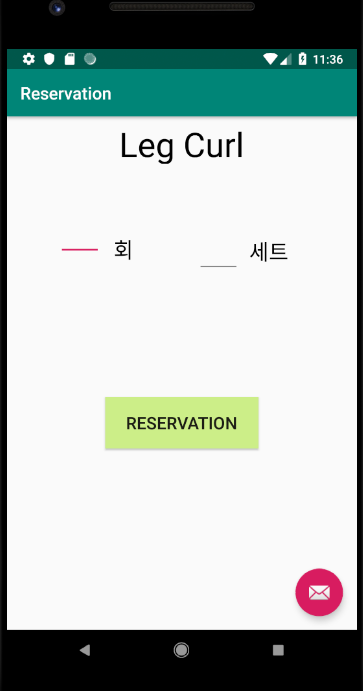 11:36
Reservation
Leg Curl
회 세트
RESERVATION